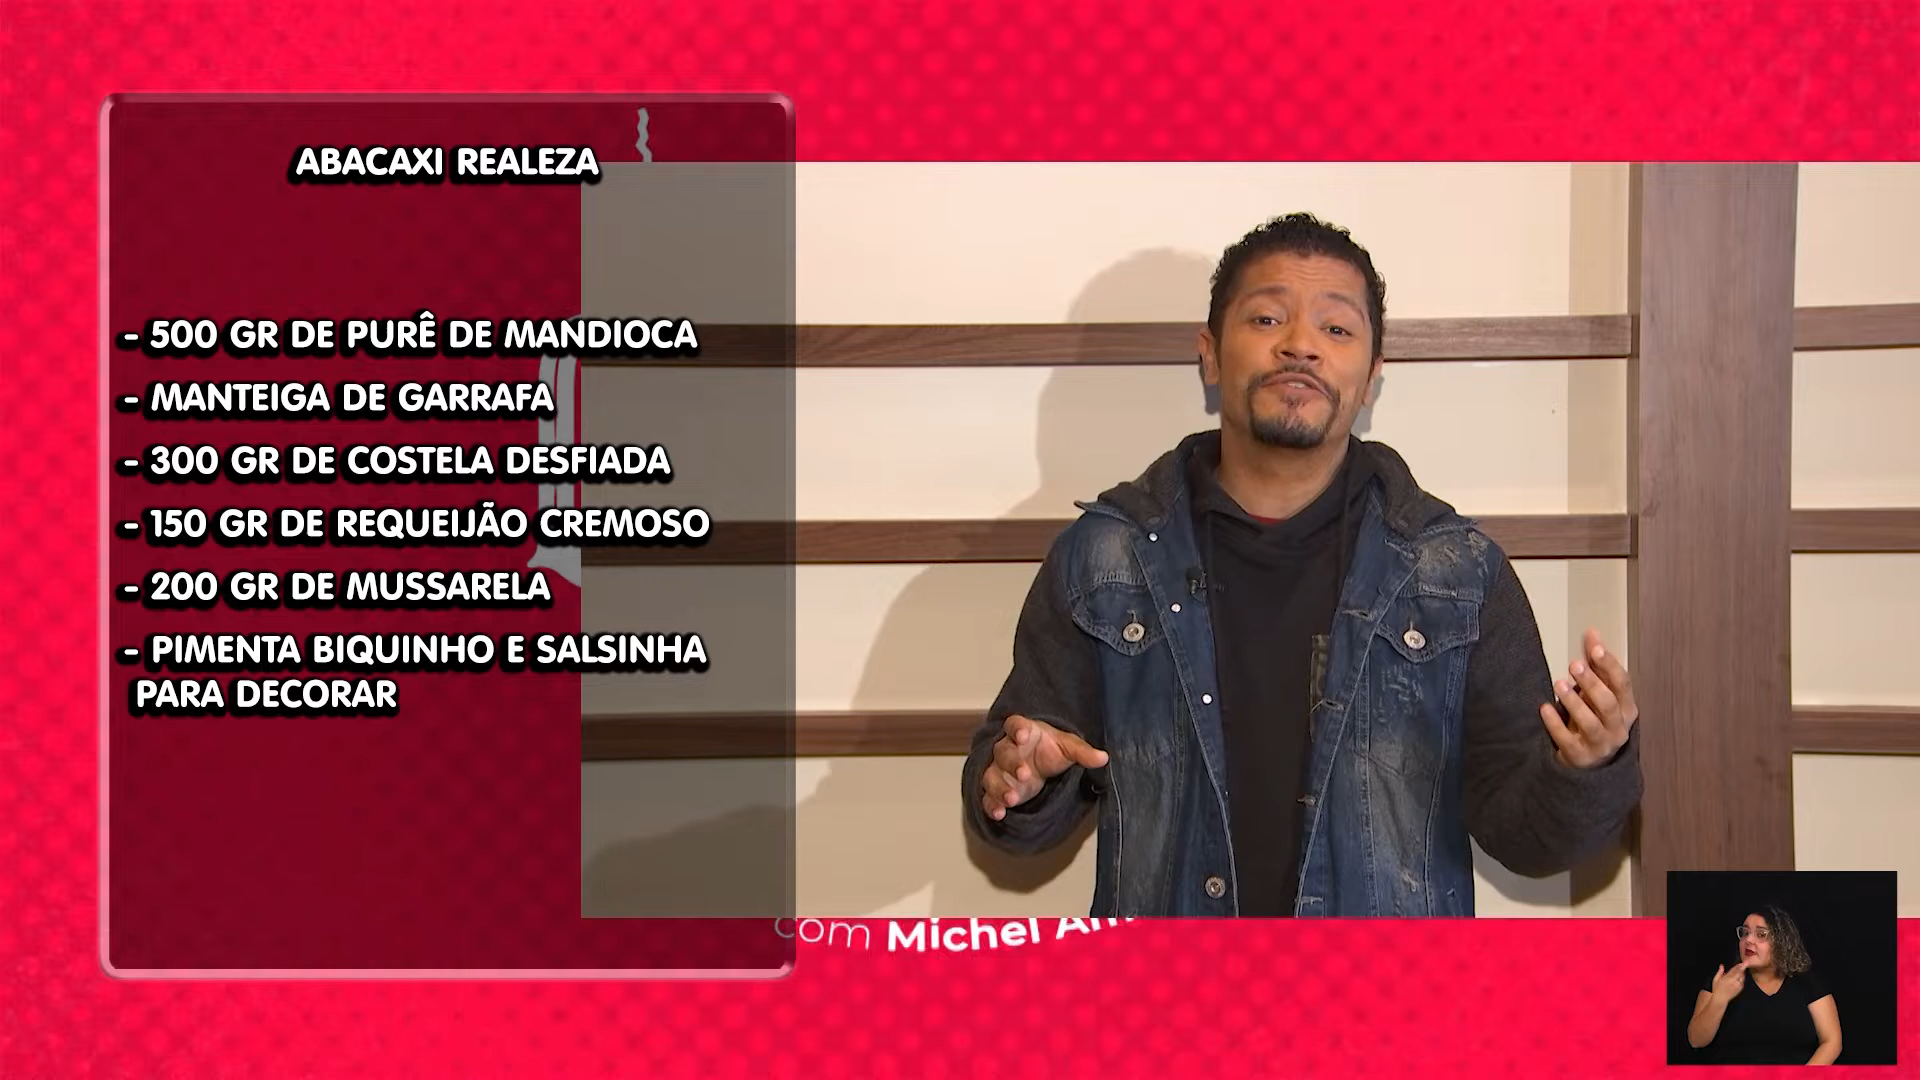 ABACAXI REALEZA
- 500 GR DE PURÊ DE MANDIOCA
- MANTEIGA DE GARRAFA
- 300 GR DE COSTELA DESFIADA
- 150 GR DE REQUEIJÃO CREMOSO
- 200 GR DE MUSSARELA
- PIMENTA BIQUINHO E SALSINHA
PARA DECORAR
com Michel